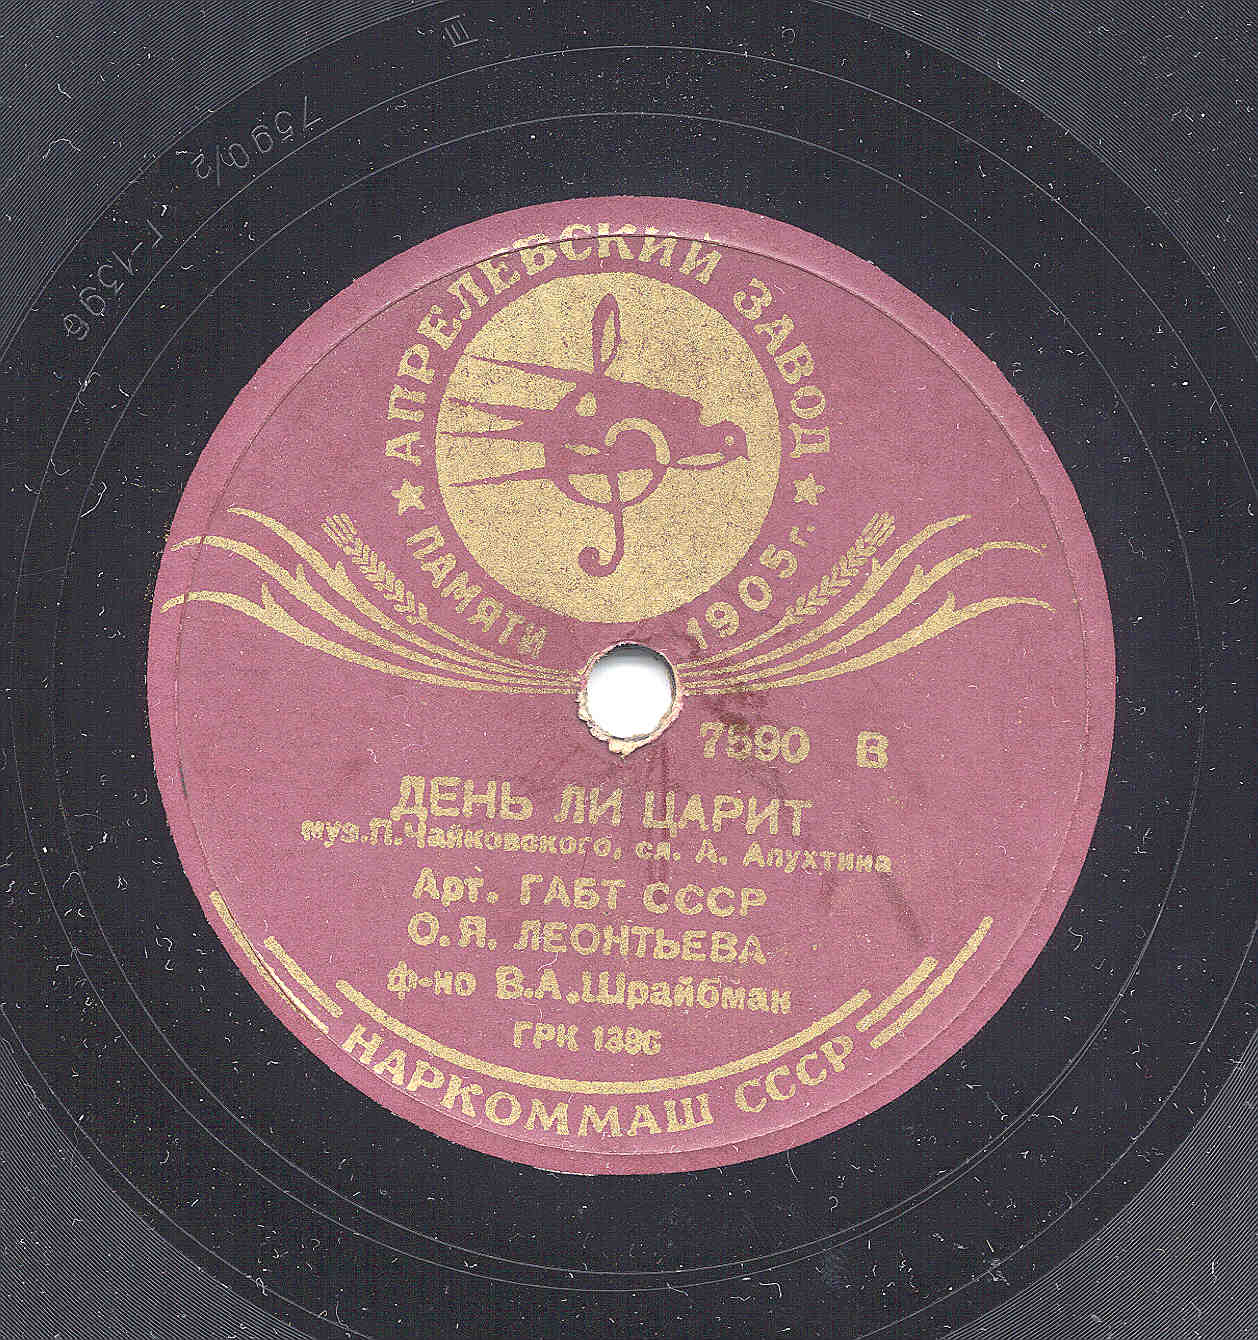 III
7590/2
Г-1396
АПРЕЛЕВСКИЙ ЗАВОД
ПАМЯТИ 1905 г.
7590 В
ДЕНЬ ЛИ ЦАРИТ
муз.П.Чайковского, сл. А. Апухтина
Арт. ГАБТ СССР
О.Я. ЛЕОНТЬЕВА
ф-но В.А.Шрайбман
ГРК 1396
НАРКОММАШ СССР